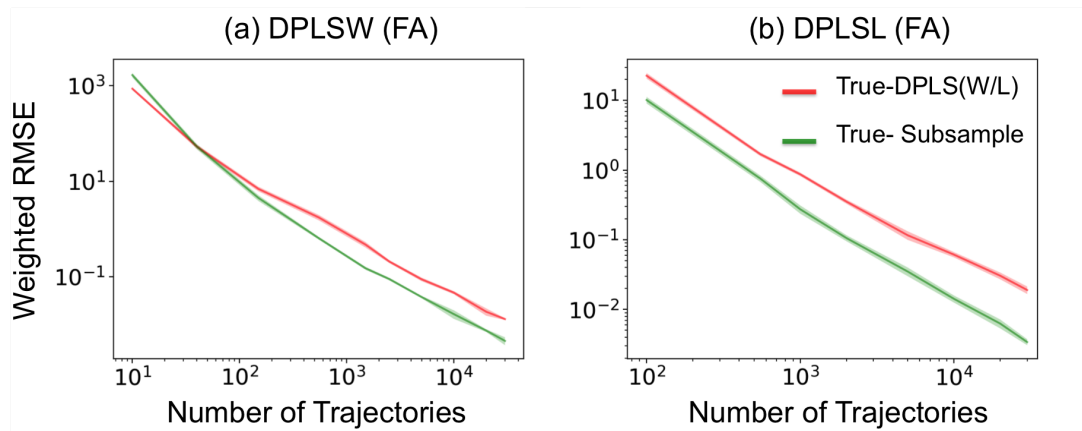 (a) DPLSW (FA)
(b) DPLSL (FA)
Weighted RMSE
10³
10¹
10⁻¹
10¹ 10² 10³ 10⁴
Number of Trajectories
10¹
10⁰
10⁻¹
10⁻²
True-DPLS(W/L)
True- Subsample
10² 10³ 10⁴
Number of Trajectories